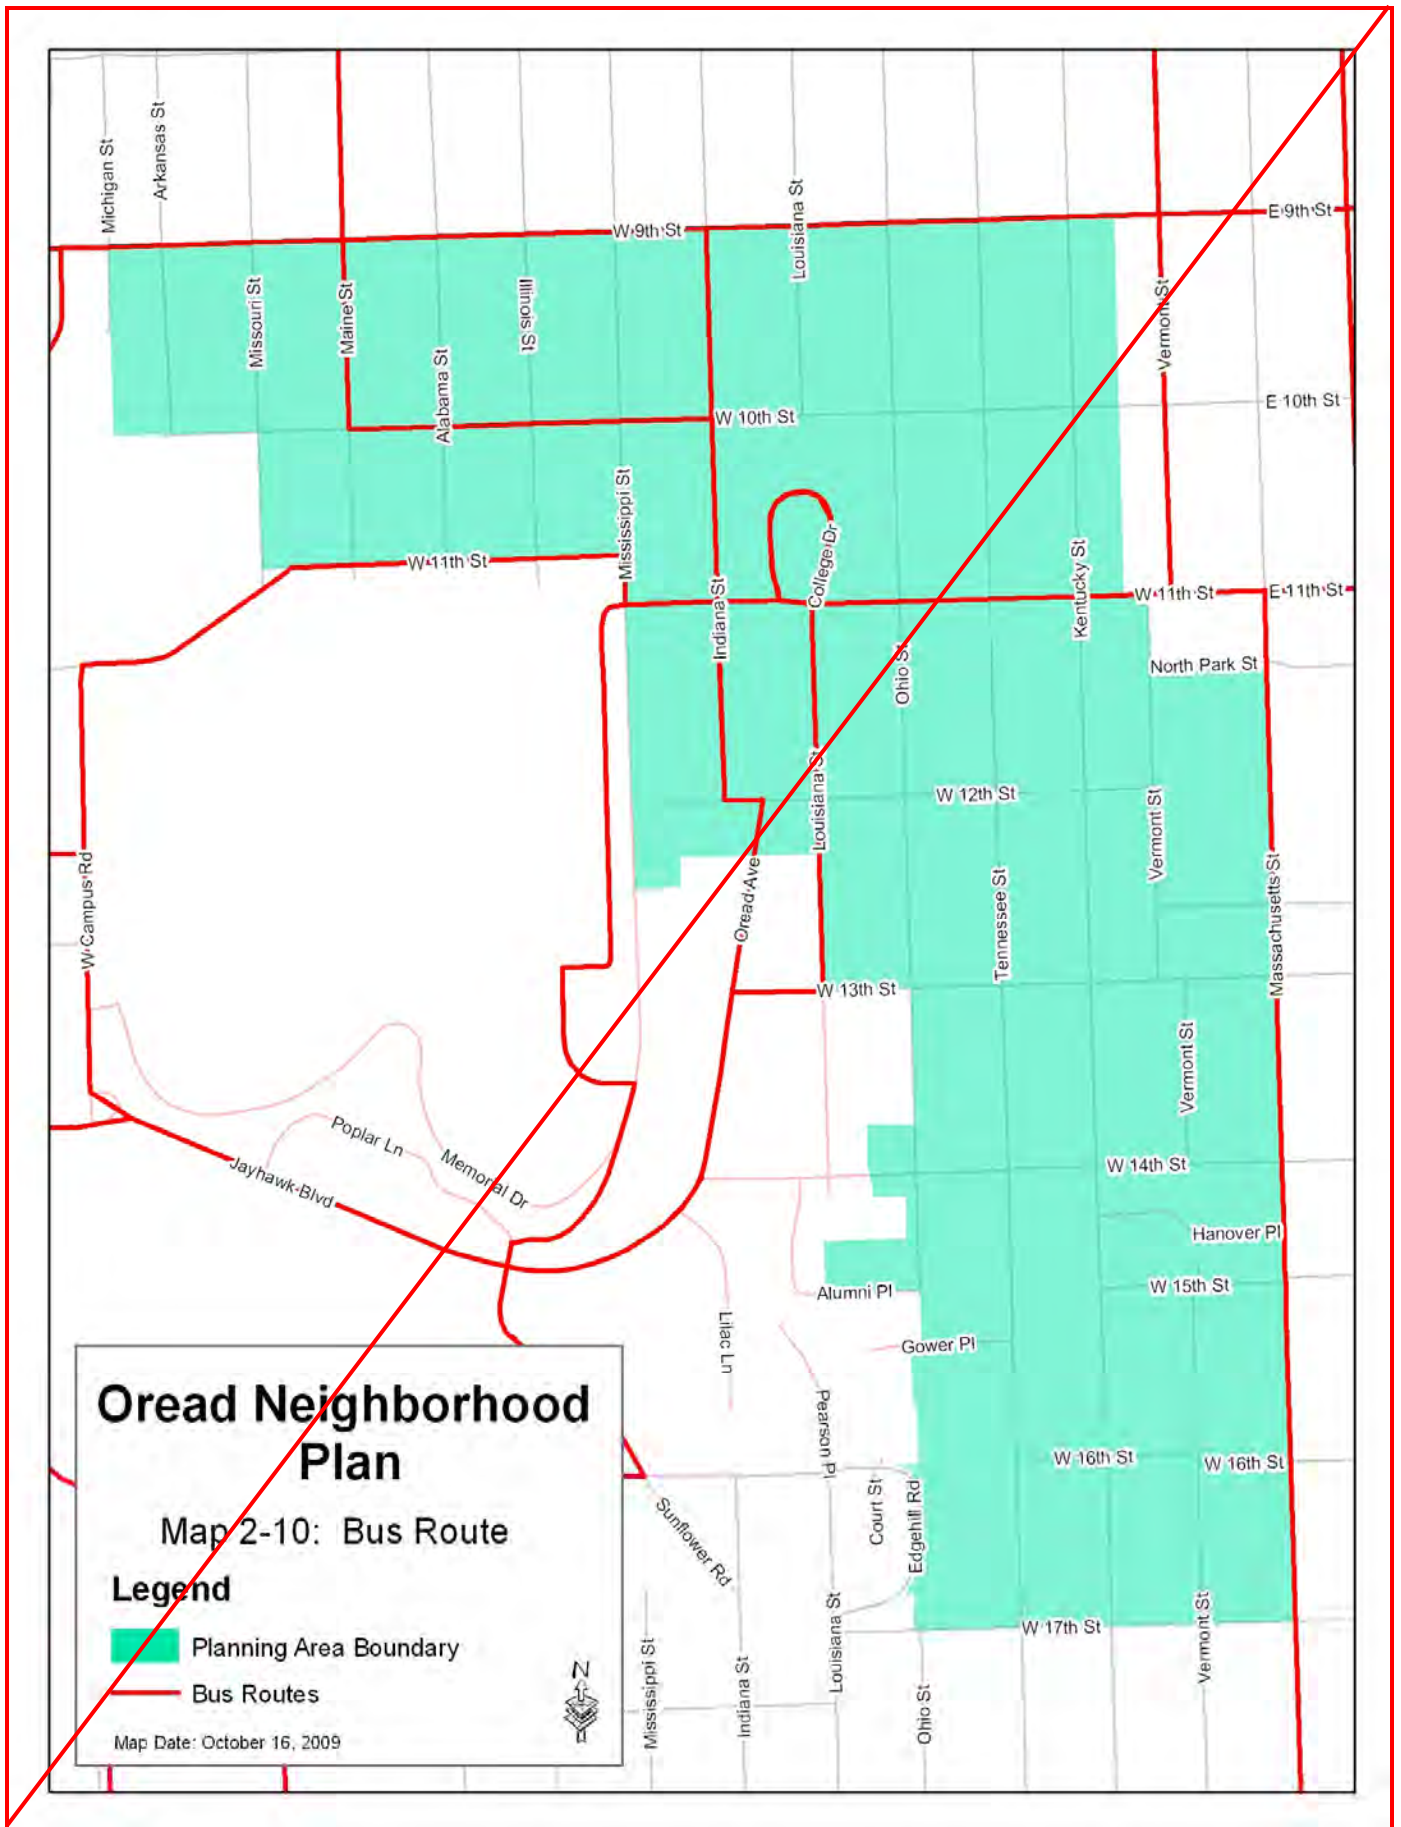 Michigan St
Arkansas St
Louisiana St
E 9th St
W 9th St
Missouri St
Maine St
Illinois St
Alabama St
Vermont St
E 10th St
W 10th St
Mississippi St
W 11th St
College Dr
Kentucky St
Indiana St
W 11th St
E 11th St
Ohio St
North Park St
Louisiana St
W 12th St
Vermont St
W Campus Rd
Oread Ave
Tennessee St
Massachusetts St
W 13th St
Vermont St
Poplar Ln
Memorial Dr
Jayhawk Blvd
W 14th St
Hanover Pl
Alumni Pl
W 15th St
Lilac Ln
Gower Pl
Pearson Pl
W 16th St
W 16th St
Court St
Edgehill Rd
Sunflower Rd
Louisiana St
W 17th St
Vermont St
Mississippi St
Indiana St
Ohio St
Oread Neighborhood
Plan
Map 2-10: Bus Route
Legend
Planning Area Boundary
Bus Routes
Map Date: October 16, 2009
N